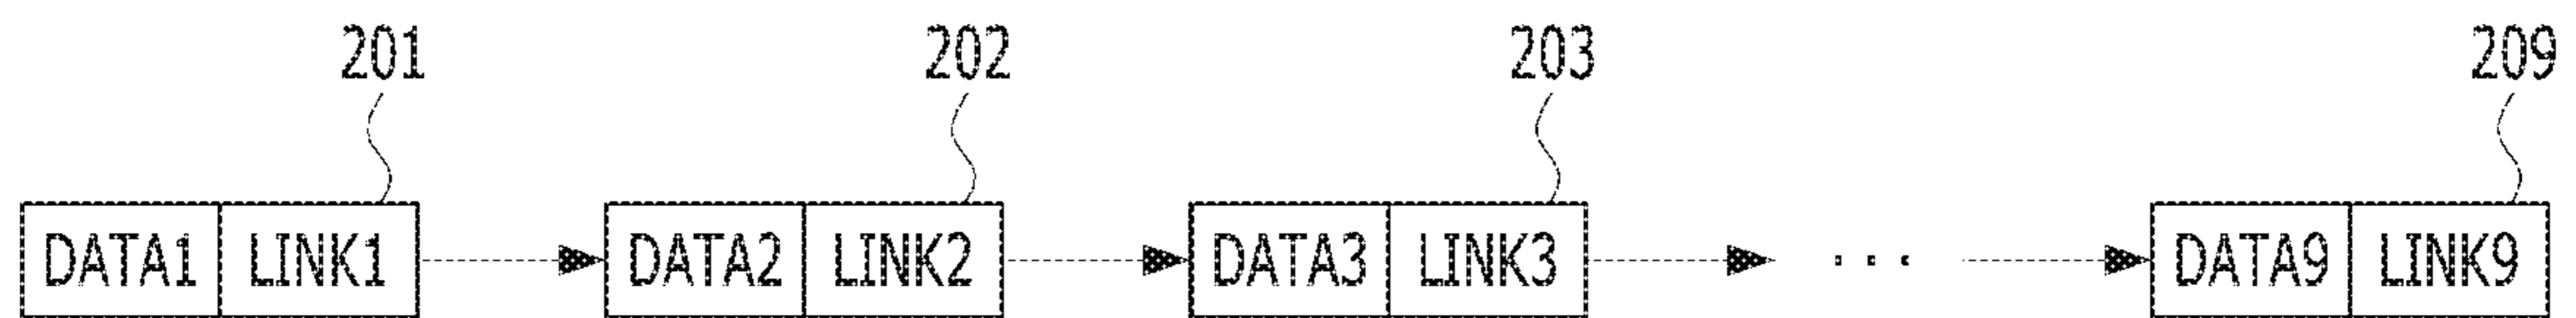 201 202 203 209
DATA1 LINK1 DATA2 LINK2 DATA3 LINK3 ... DATA9 LINK9